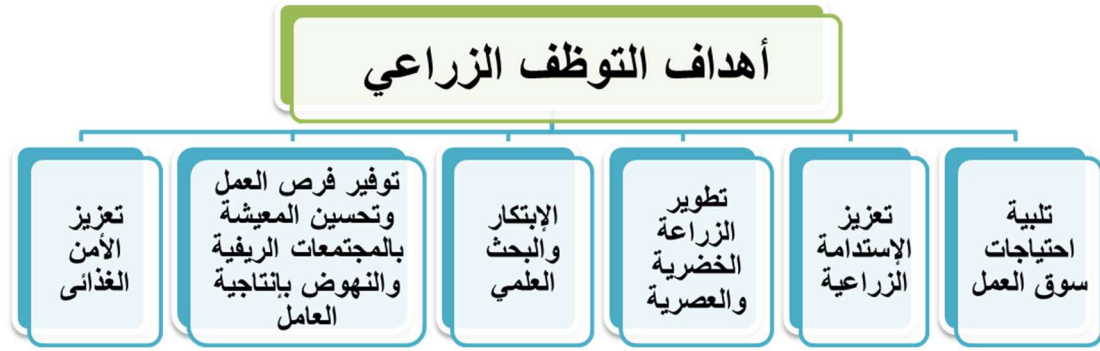 أهداف التوظف الزراعي
تلبية
احتياجات
سوق العمل
تعزيز
الإستدامة
الزراعية
تطوير
الزراعة
الخضرية
والعصرية
الإبتكار
والبحث
العلمي
توفير فرص العمل
وتحسين المعيشة
بالمجتمعات الريفية
والنهوض بإنتاجية
العامل
تعزيز
الأمن
الغذائى